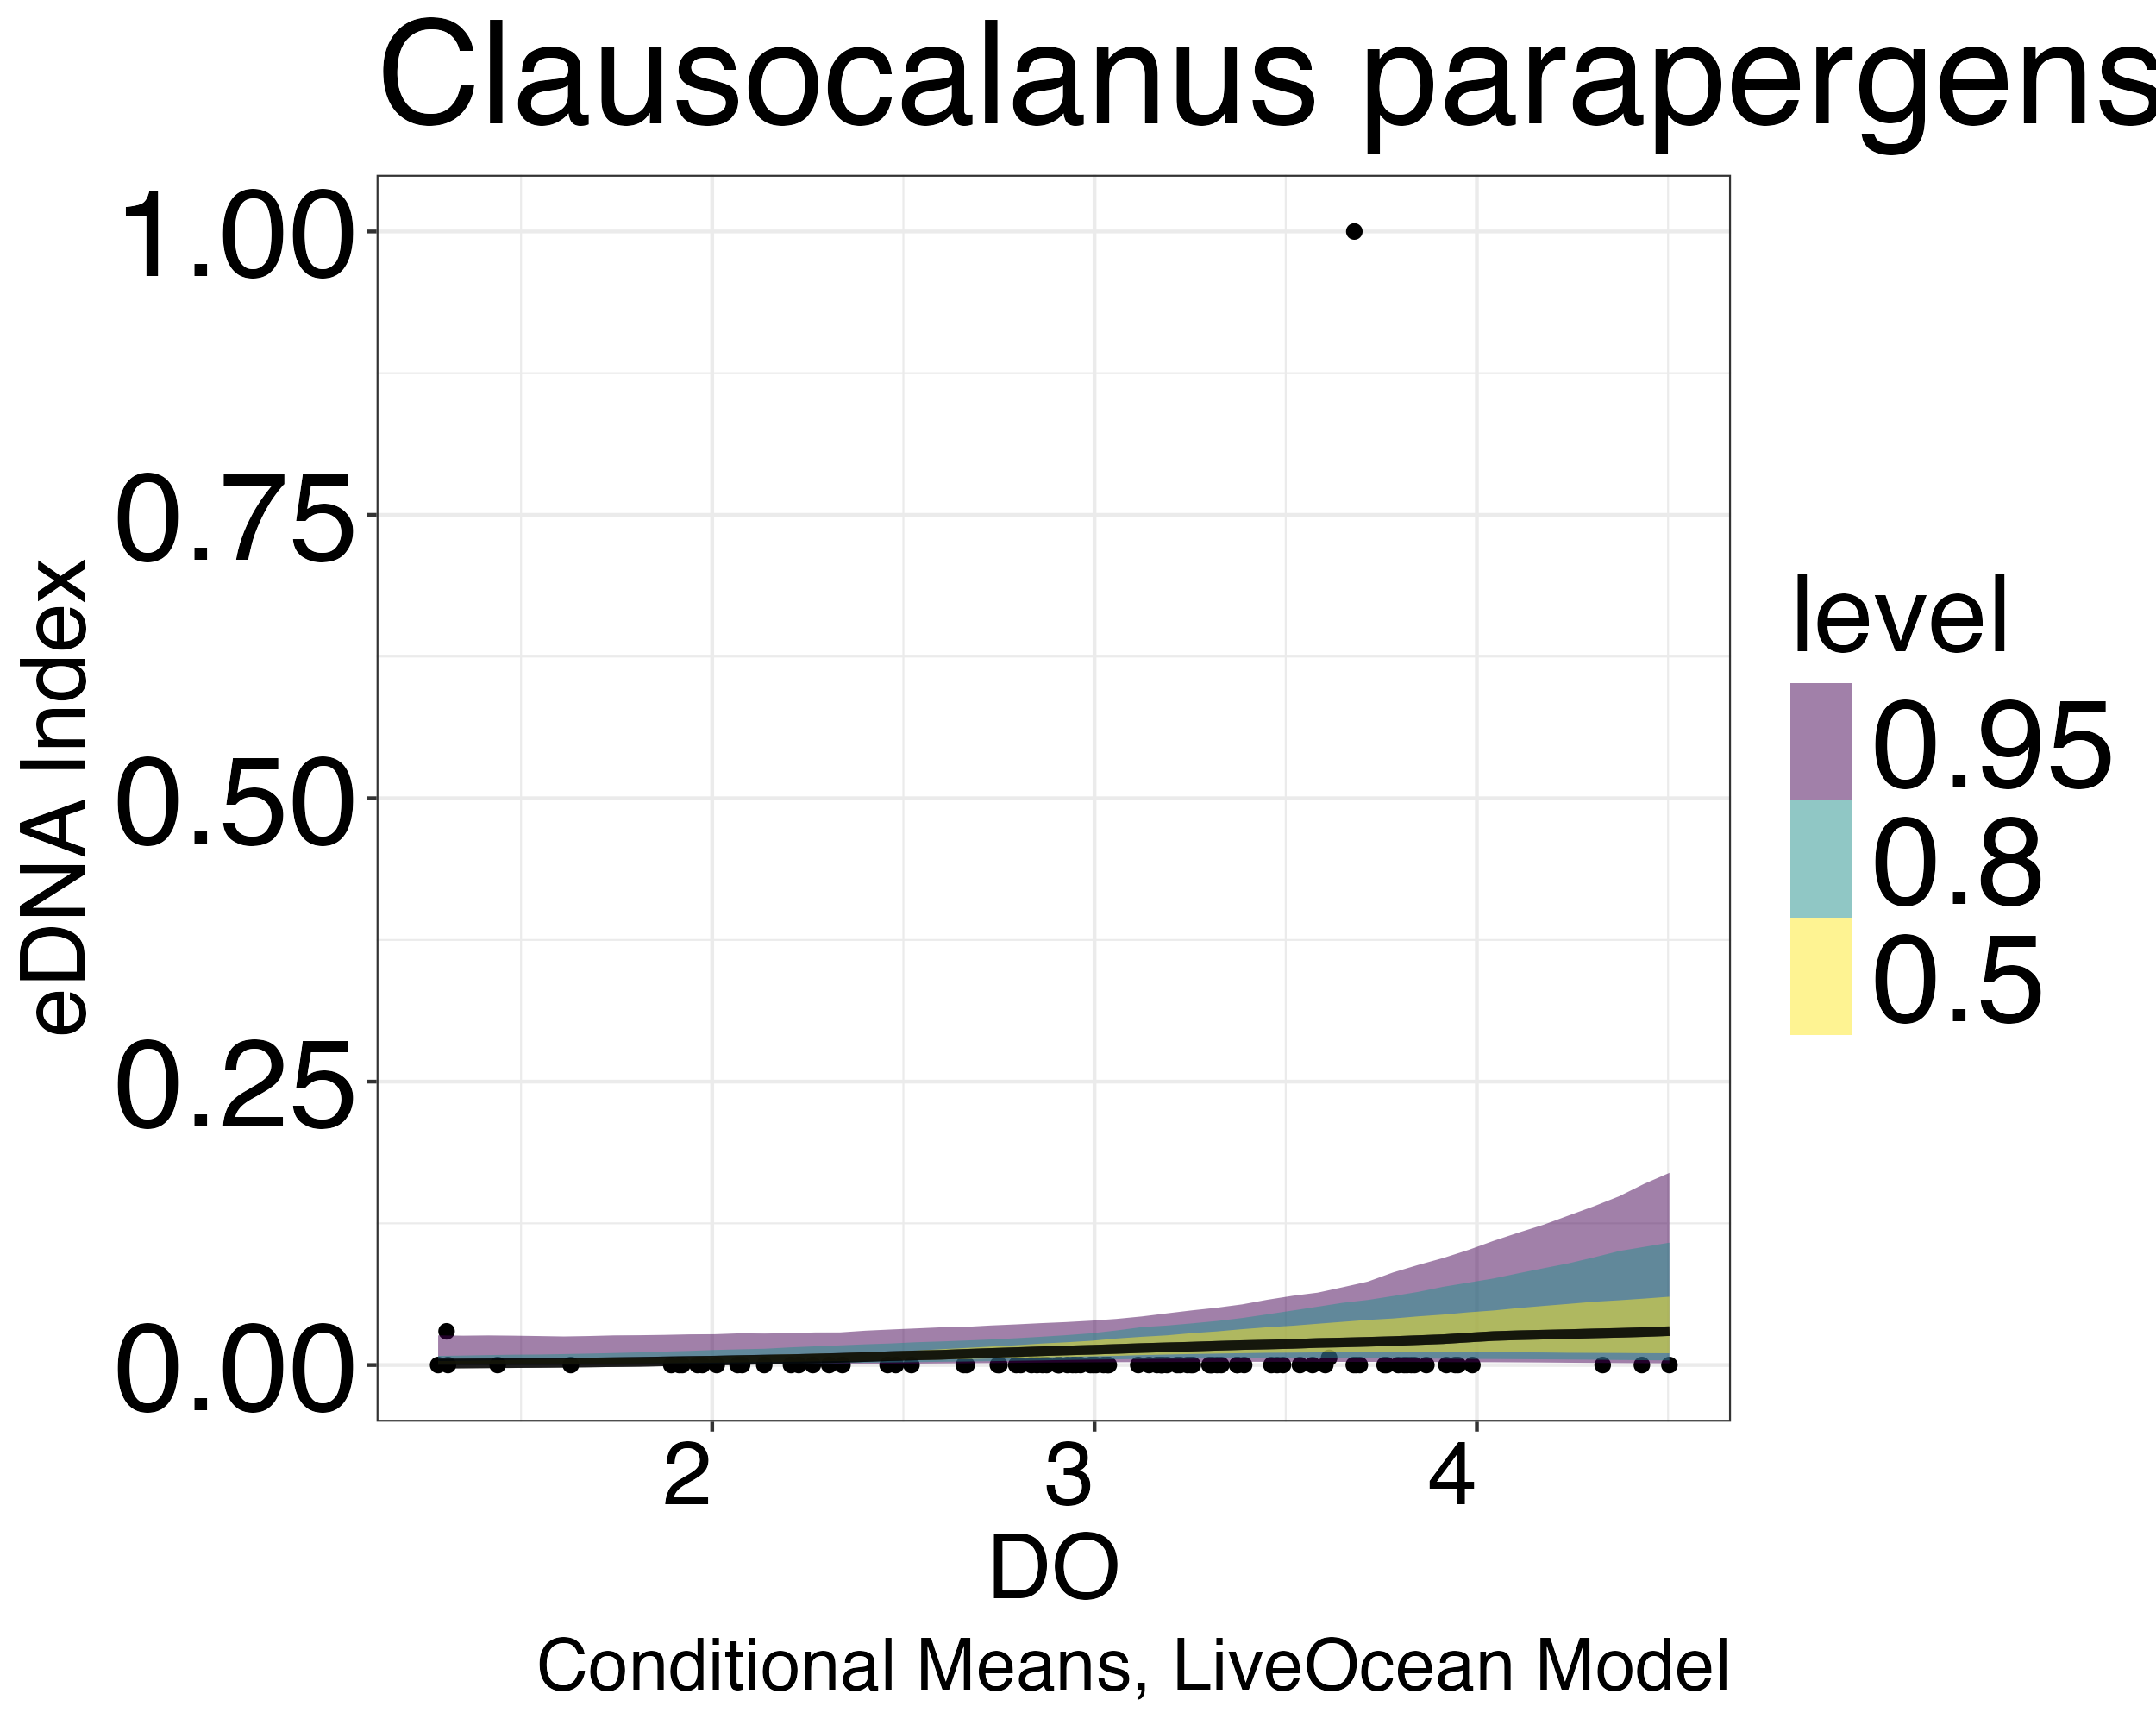 Clausocalanus parapergens
1.00
0.75
0.50
0.25
0.00
eDNA Index
2 3 4
DO
Conditional Means, LiveOcean Model
level
0.95
0.8
0.5